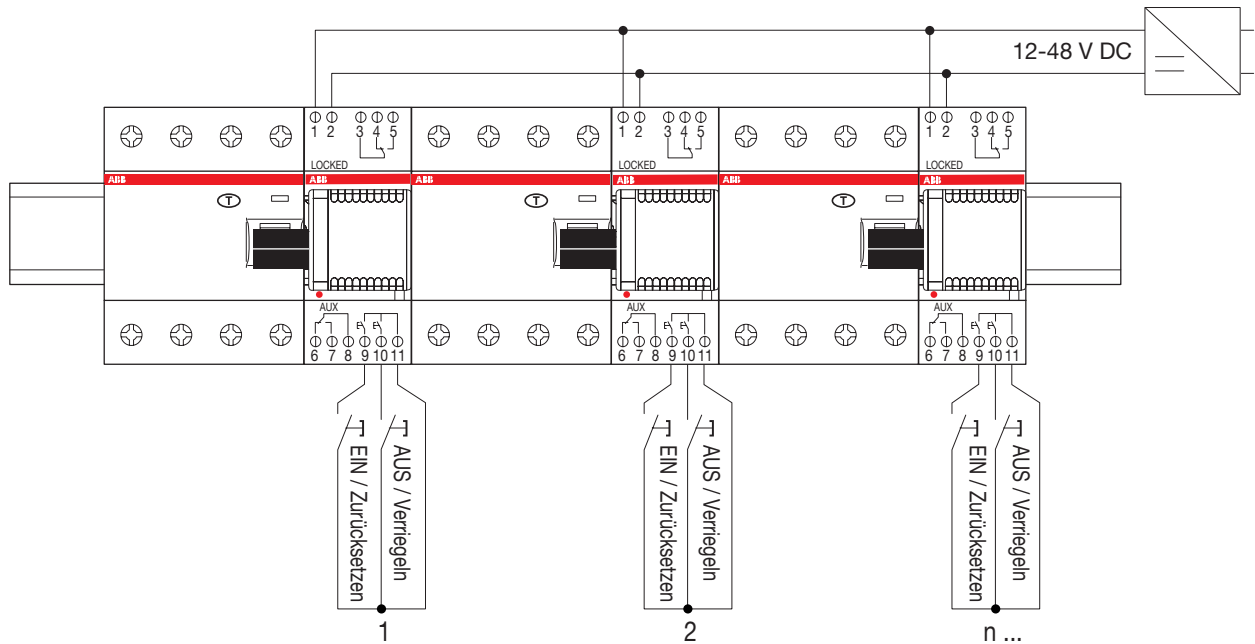 12-48 V DC
1 2 3 4 5
1 2 3 4 5
1 2 3 4 5
LOCKED
LOCKED
LOCKED
ABB ABB ABB ABB ABB ABB
T
T
T
AUX
AUX
AUX
6 7 8 9 10 11
6 7 8 9 10 11
6 7 8 9 10 11
EIN / Zurücksetzen
AUS / Verriegeln
EIN / Zurücksetzen
AUS / Verriegeln
EIN / Zurücksetzen
AUS / Verriegeln
1
2
n ...